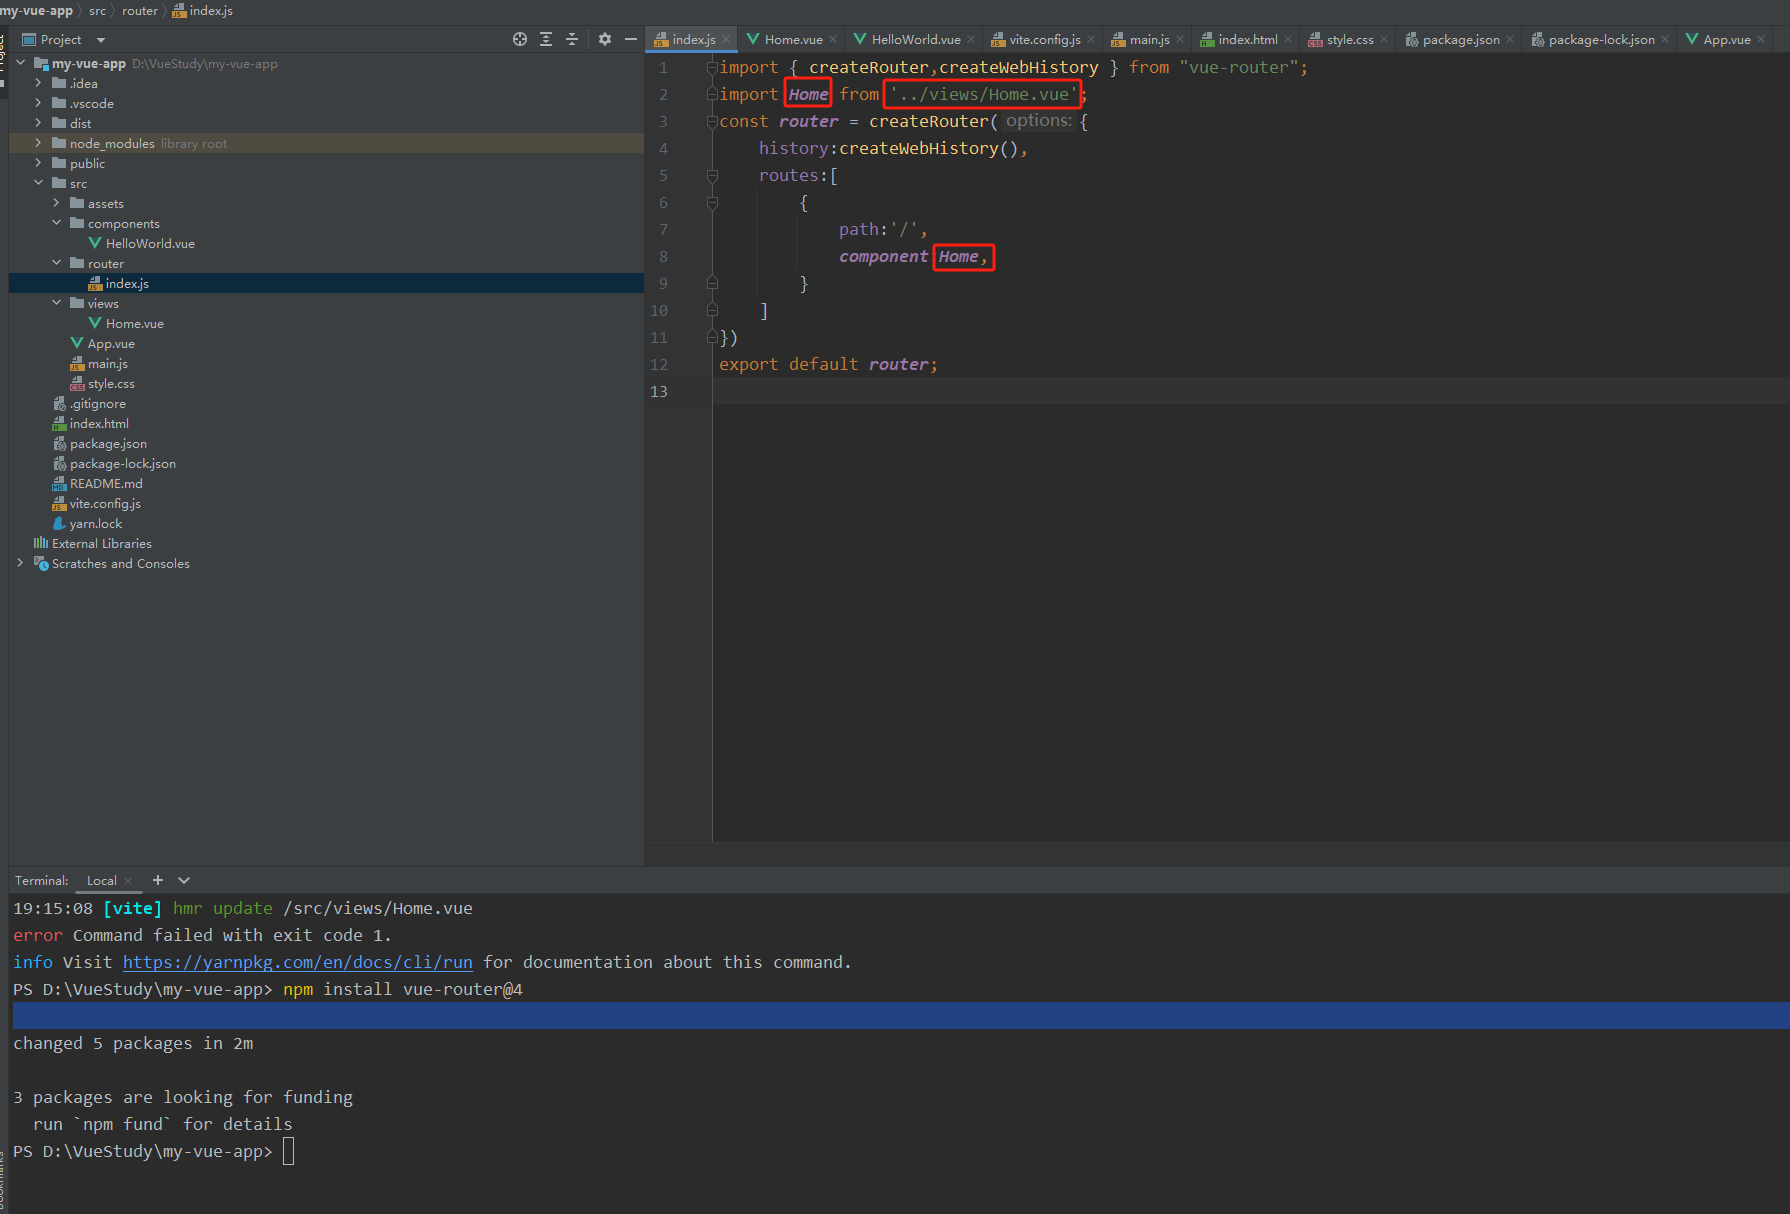 my-vue-app 〉 src 〉 router 〉 index.js
Project
my-vue-app D:\VueStudy\my-vue-app
.idea
.vscode
dist
node_modules library root
public
src
assets
components
HelloWorld.vue
router
index.js
views
Home.vue
App.vue
main.js
style.css
.gitignore
index.html
package.json
package-lock.json
README.md
vite.config.js
yarn.lock
External Libraries
Scratches and Consoles
index.js Home.vue HelloWorld.vue vite.config.js main.js index.html style.css package.json package-lock.json App.vue
1 import { createRouter,createWebHistory } from "vue-router";
2 import Home from '../views/Home.vue';
3 const router = createRouter( options: {
4 history:createWebHistory(),
5 routes:[
6 {
7 path:'/',
8 component Home,
9 }
10 ]
11 })
12 export default router;
13
Terminal: Local
19:15:08 [vite] hmr update /src/views/Home.vue
error Command failed with exit code 1.
info Visit https://yarnpkg.com/en/docs/cli/run for documentation about this command.
PS D:\VueStudy\my-vue-app> npm install vue-router@4
changed 5 packages in 2m
3 packages are looking for funding
run `npm fund` for details
PS D:\VueStudy\my-vue-app>